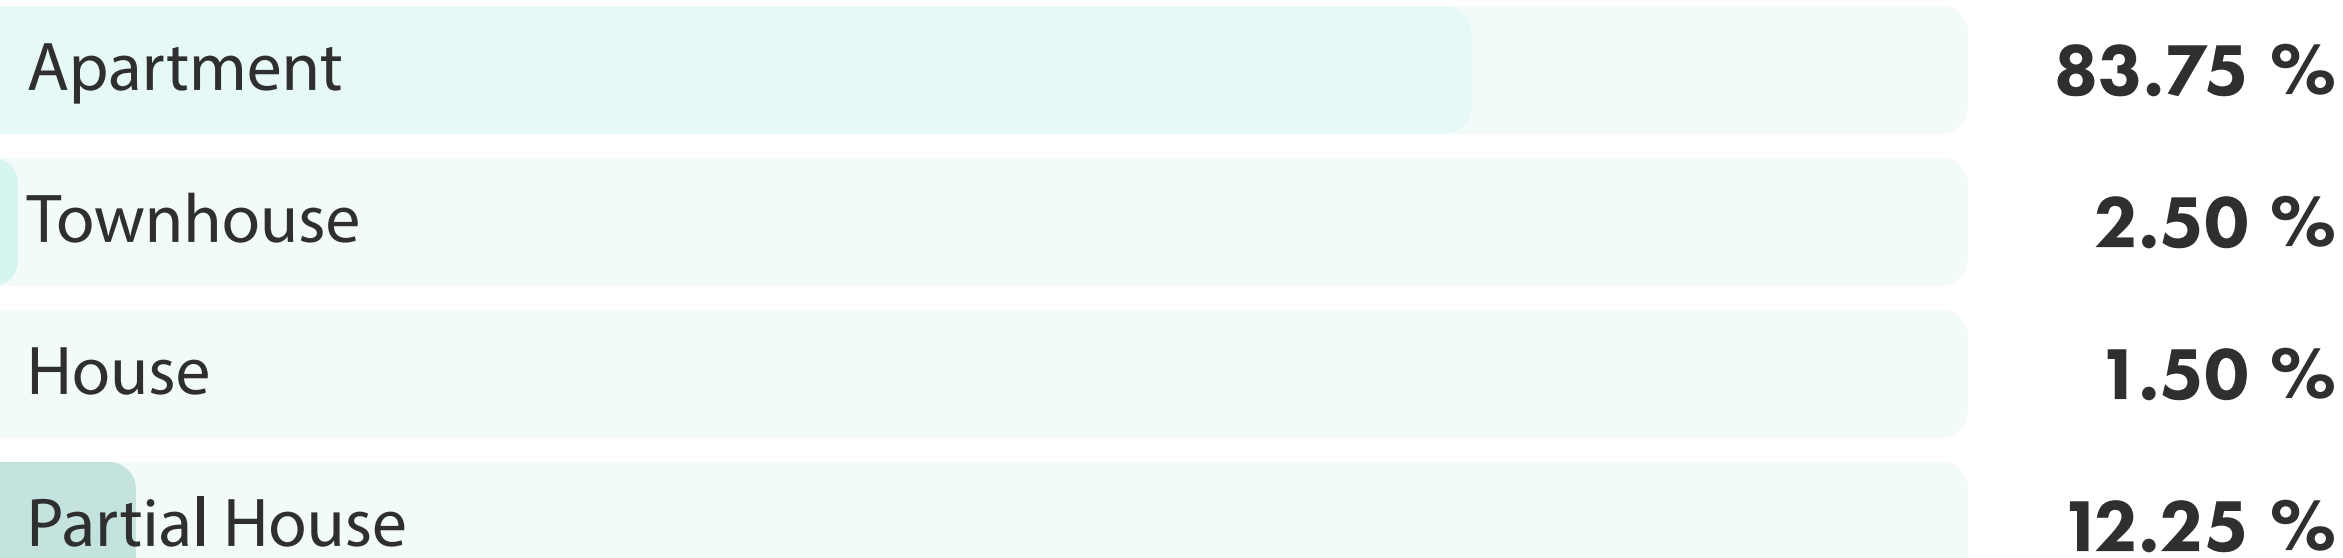 Apartment 83.75 %
Townhouse 2.50 %
House 1.50 %
Partial House 12.25 %